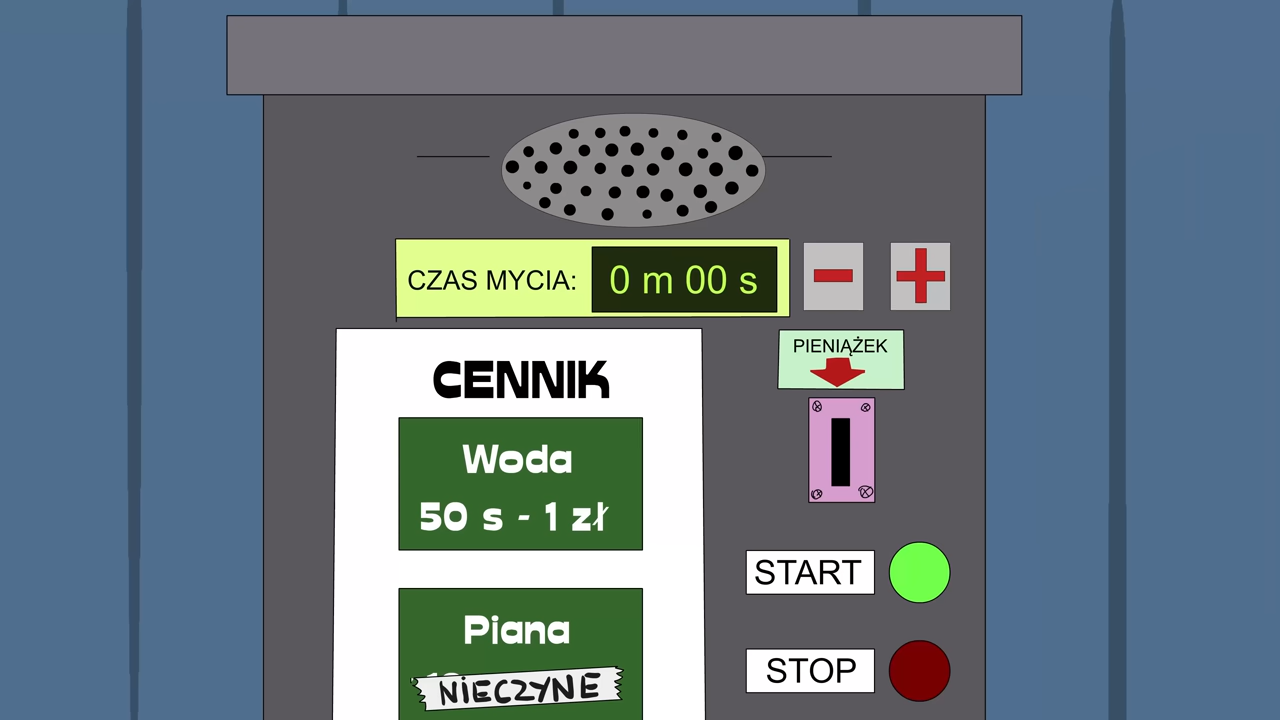 CZAS MYCIA: 0 m 00 s
PIENIĄŻEK
CENNIK
Woda
50 s - 1 zł
START
Piana
STOP
NIECZYNE